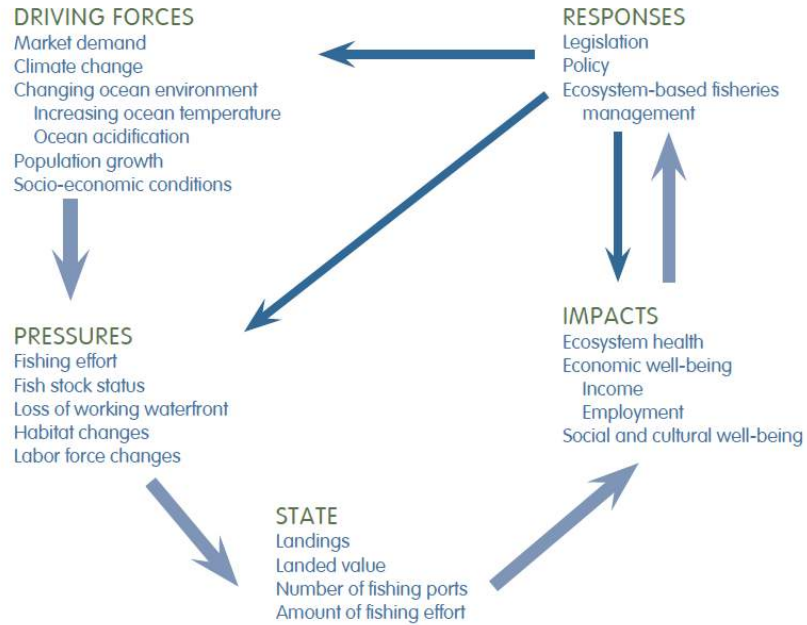 DRIVING FORCES
Market demand
Climate change
Changing ocean environment
Increasing ocean temperature
Ocean acidification
Population growth
Socio-economic conditions
RESPONSES
Legislation
Policy
Ecosystem-based fisheries
management
PRESSURES
Fishing effort
Fish stock status
Loss of working waterfront
Habitat changes
Labor force changes
IMPACTS
Ecosystem health
Economic well-being
Income
Employment
Social and cultural well-being
STATE
Landings
Landed value
Number of fishing ports
Amount of fishing effort